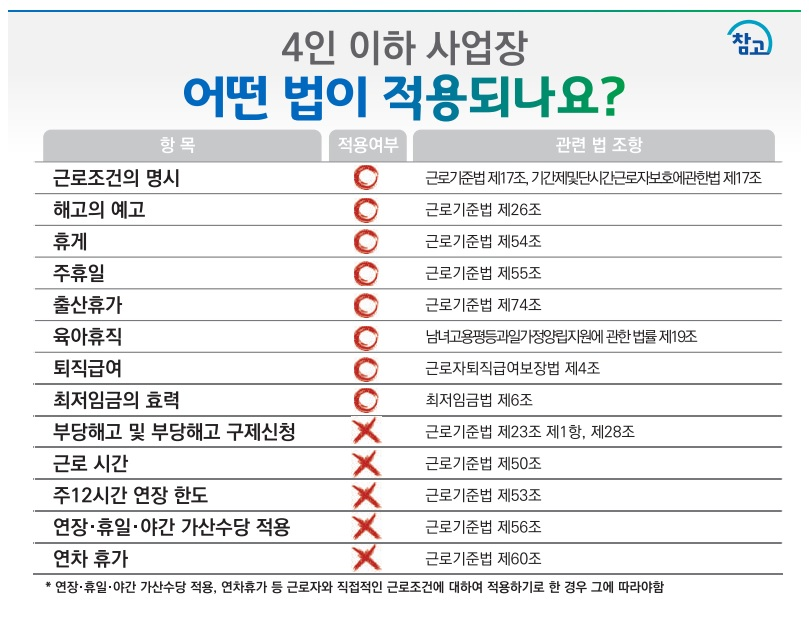 참고
4인 이하 사업장
어떤 법이 적용되나요?
항 목 적용여부 관련 법 조항
근로조건의 명시 근로기준법 제17조, 기간제및단시간근로자보호에관한법 제17조
해고의 예고 근로기준법 제26조
휴게 근로기준법 제54조
주휴일 근로기준법 제55조
출산휴가 근로기준법 제74조
육아휴직 남녀고용평등과일가정양립지원에 관한 법률 제19조
퇴직급여 근로자퇴직급여보장법 제4조
최저임금의 효력 최저임금법 제6조
부당해고 및 부당해고 구제신청 근로기준법 제23조 제1항, 제28조
근로 시간 근로기준법 제50조
주12시간 연장 한도 근로기준법 제53조
연장·휴일·야간 가산수당 적용 근로기준법 제56조
연차 휴가 근로기준법 제60조
* 연장·휴일·야간 가산수당 적용, 연차휴가 등 근로자와 직접적인 근로조건에 대하여 적용하기로 한 경우 그에 따라야함